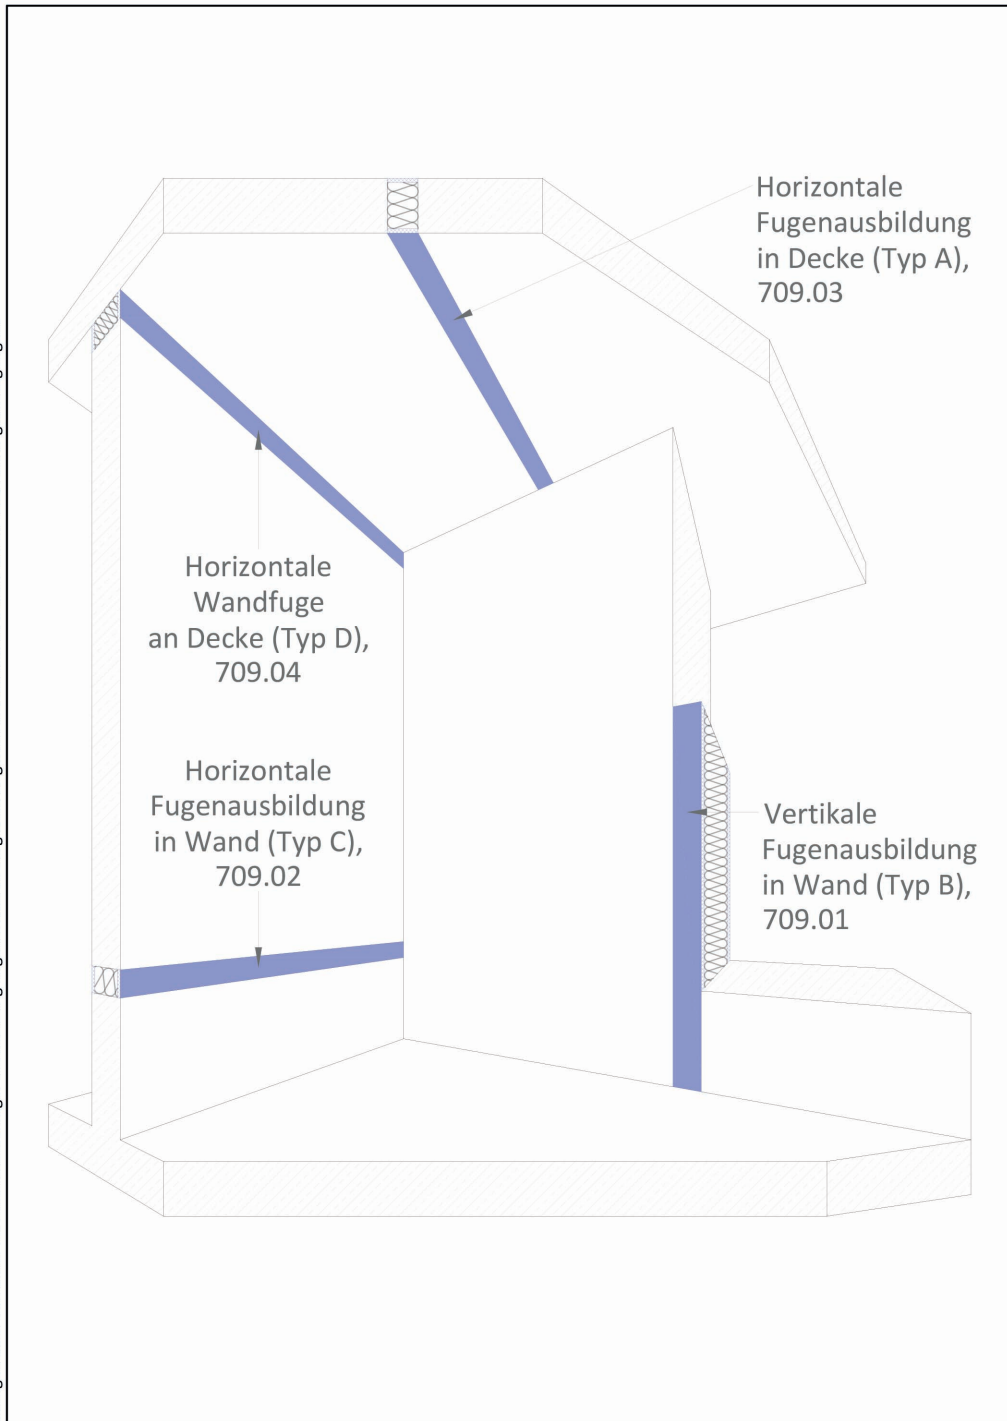 Horizontale
Fugenausbildung
in Decke (Typ A),
709.03
Horizontale
Wandfuge
an Decke (Typ D),
709.04
Horizontale
Fugenausbildung
in Wand (Typ C),
709.02
Vertikale
Fugenausbildung
in Wand (Typ B),
709.01